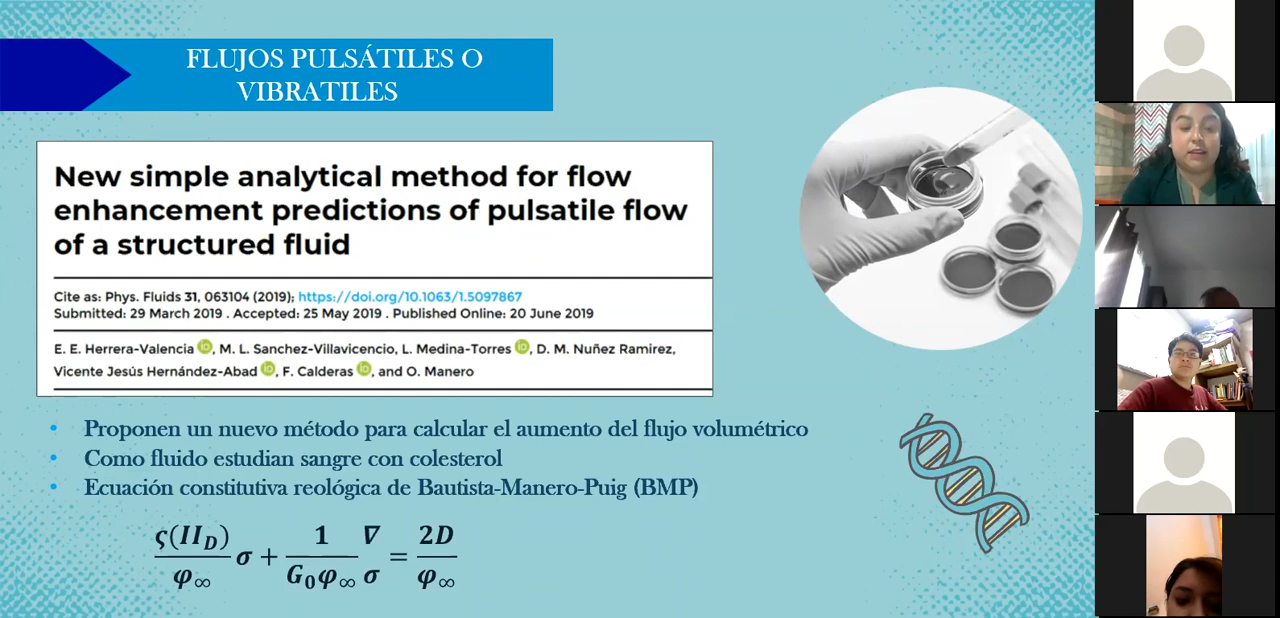 FLUJOS PULSÁTILES O
VIBRATILES
New simple analytical method for flow
enhancement predictions of pulsatile flow
of a structured fluid
Cite as: Phys. Fluids 31, 063104 (2019); https://doi.org/10.1063/1.5097867
Submitted: 29 March 2019 . Accepted: 25 May 2019 . Published Online: 20 June 2019
E. E. Herrera-Valencia iD, M. L. Sanchez-Villavicencio, L. Medina-Torres iD, D. M. Nuñez Ramirez,
Vicente Jesús Hernández-Abad iD, F. Calderas iD, and O. Manero
• Proponen un nuevo método para calcular el aumento del flujo volumétrico
• Como fluido estudian sangre con colesterol
• Ecuación constitutiva reológica de Bautista-Manero-Puig (BMP)
ς(II_D)/φ∞ σ + 1/(G₀φ∞) ∇/σ = 2D/φ∞